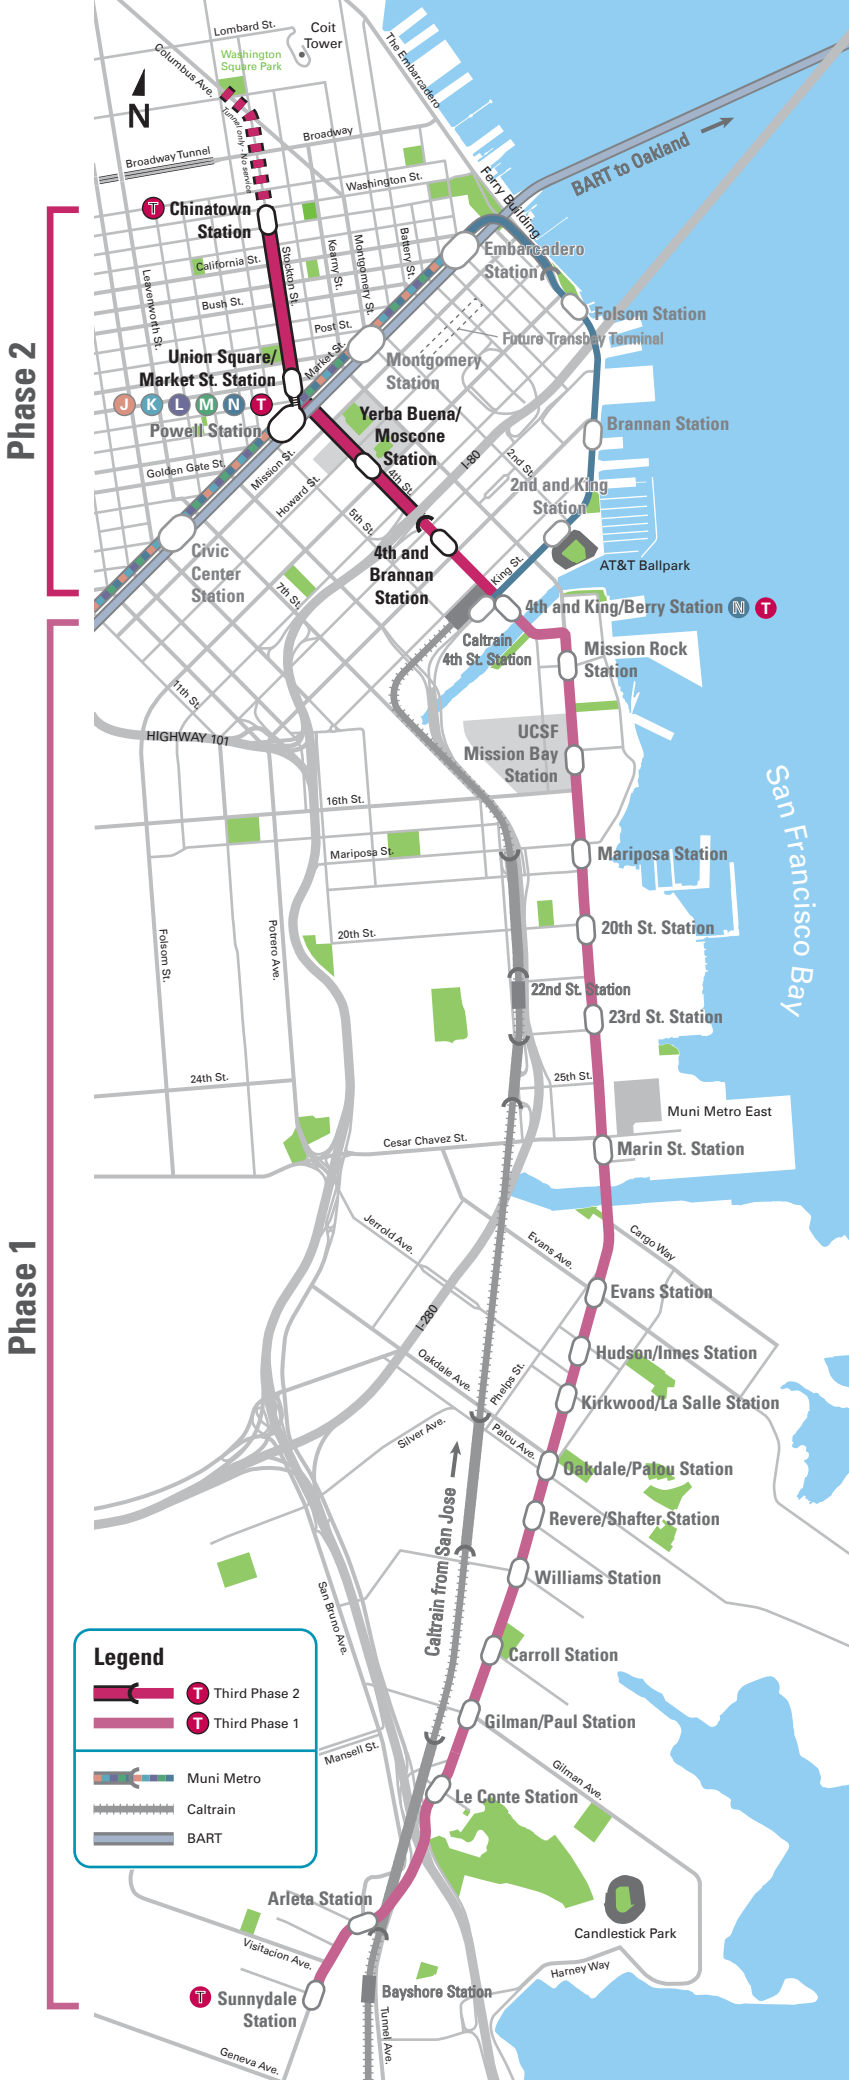 Lombard St.
Coit
Tower
The Embarcadero
Columbus Ave.
Washington
Square Park
N
Tunnel only - No service
Broadway
Broadway Tunnel
Washington St.
BART to Oakland
Ferry Building
T
Chinatown
Station
Stockton St.
Kearny St.
Montgomery St.
Battery St.
Embarcadero
Station
California St.
Leavenworth St.
Bush St.
Folsom Station
Post St.
Future Transbay Terminal
Phase 2
Union Square/
Market St. Station
Market St.
Montgomery
Station
J K L M N T
Powell Station
Yerba Buena/
Moscone
Station
Brannan Station
Golden Gate St.
Mission St.
Howard St.
4th St.
I-80
2nd St.
2nd and King
Station
5th St.
Civic
Center
Station
7th St.
4th and
Brannan
Station
King St.
AT&T Ballpark
4th and King/Berry Station N T
Caltrain
4th St. Station
Mission Rock
Station
11th St.
HIGHWAY 101
UCSF
Mission Bay
Station
San Francisco Bay
16th St.
Mariposa St.
Mariposa Station
Folsom St.
Potrero Ave.
20th St.
20th St. Station
22nd St. Station
23rd St. Station
24th St.
25th St.
Muni Metro East
Cesar Chavez St.
Marin St. Station
Phase 1
Jerrold Ave.
Evans Ave.
Cargo Way
Evans Station
I-280
Hudson/Innes Station
Oakdale Ave.
Phelps St.
Kirkwood/La Salle Station
Silver Ave.
Palou Ave.
Oakdale/Palou Station
Caltrain from San Jose
Revere/Shafter Station
San Bruno Ave.
Williams Station
Carroll Station
Legend
T Third Phase 2
T Third Phase 1
Muni Metro
Caltrain
BART
Gilman/Paul Station
Mansell St.
Gilman Ave.
Le Conte Station
Arleta Station
Candlestick Park
Visitacion Ave.
Harney Way
T
Sunnydale
Station
Bayshore Station
Tunnel Ave.
Geneva Ave.